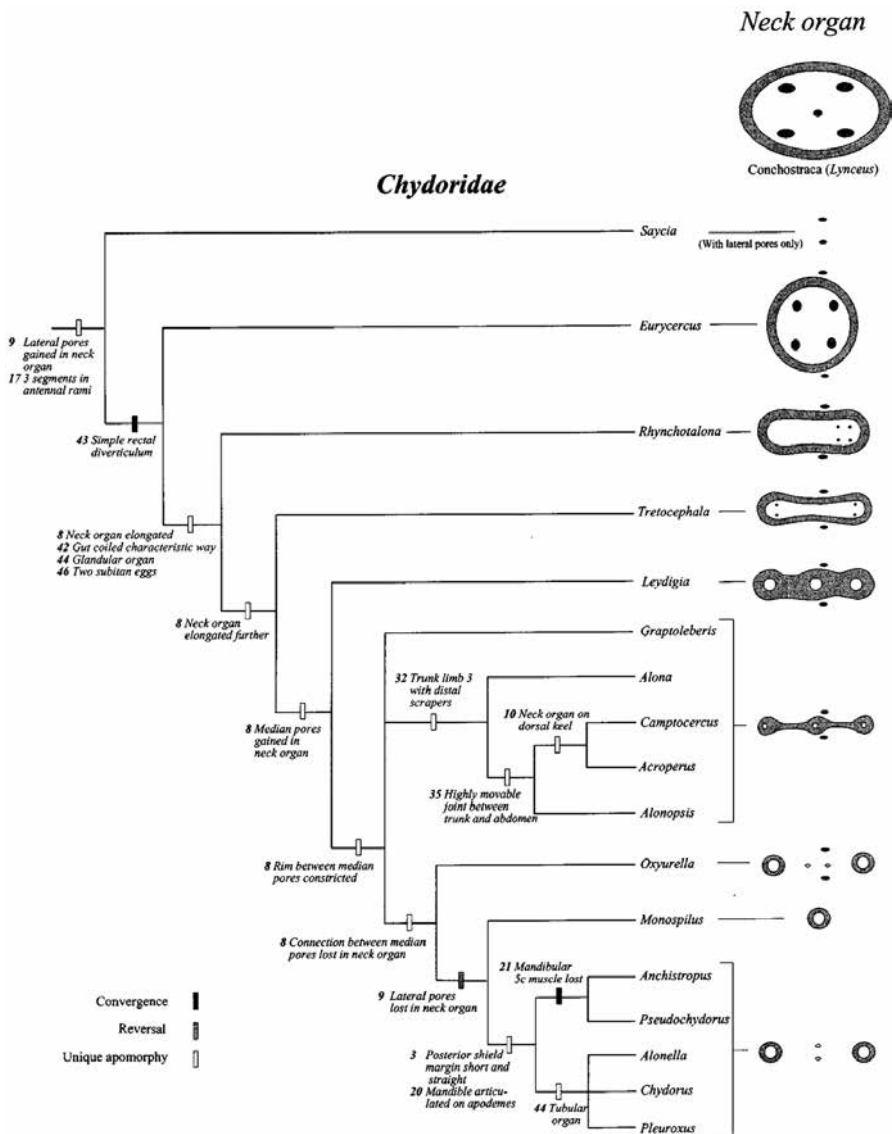 Neck organ
Conchostraca (Lynceus)
Chydoridae
Saycia
(With lateral pores only)
9 Lateral pores
gained in neck
organ
17 3 segments in
antennal rami
Eurycercus
43 Simple rectal
diverticulum
Rhynchotalona
8 Neck organ elongated
42 Gut coiled characteristic way
44 Glandular organ
46 Two subitan eggs
Tretocephala
8 Neck organ
elongated further
Leydigia
Graptoleberis
8 Median pores
gained in
neck organ
32 Trunk limb 3
with distal
scrapers
Alona
10 Neck organ on
dorsal keel
Camptocercus
Acroperus
35 Highly movable
joint between
trunk and abdomen
Alonopsis
8 Rim between median
pores constricted
Oxyurella
8 Connection between median
pores lost in neck organ
Monospilus
9 Lateral pores
lost in neck organ
21 Mandibular
5c muscle lost
Anchistropus
Pseudochydorus
3 Posterior shield
margin short and
straight
20 Mandible articu-
lated on apodemes
Alonella
Chydorus
44 Tubular
organ
Pleuroxus
Convergence
Reversal
Unique apomorphy